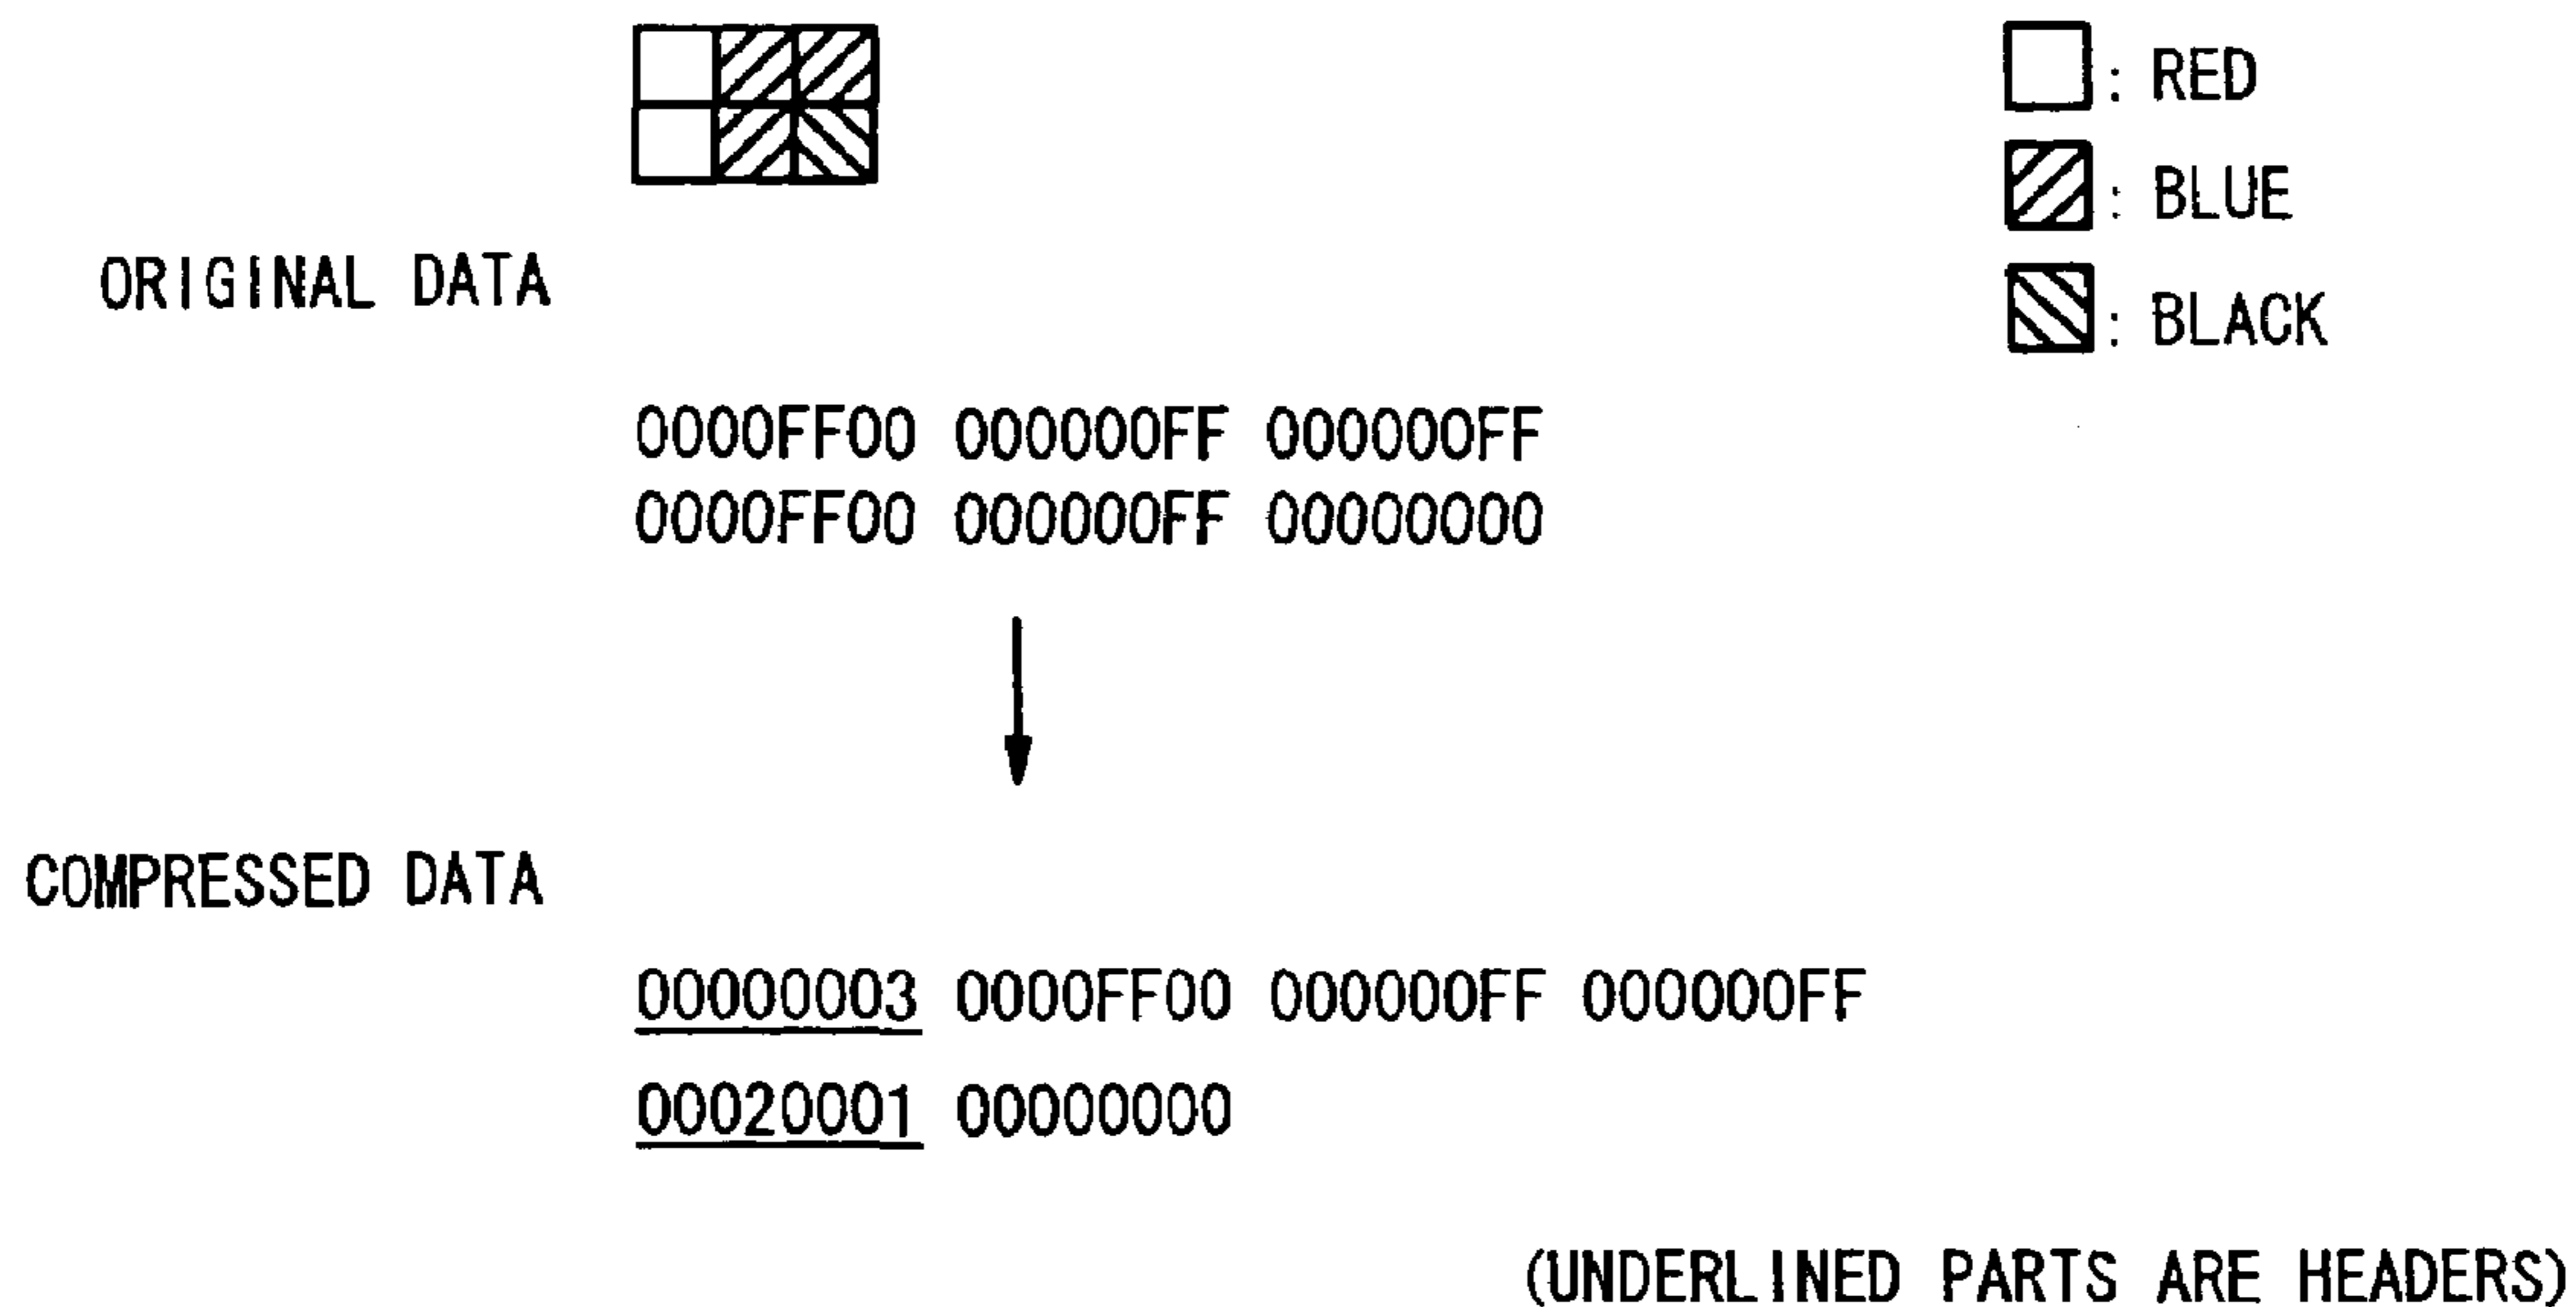 : RED
: BLUE
: BLACK
ORIGINAL DATA
0000FF00 000000FF 000000FF
0000FF00 000000FF 00000000
COMPRESSED DATA
00000003 0000FF00 000000FF 000000FF
00020001 00000000
(UNDERLINED PARTS ARE HEADERS)